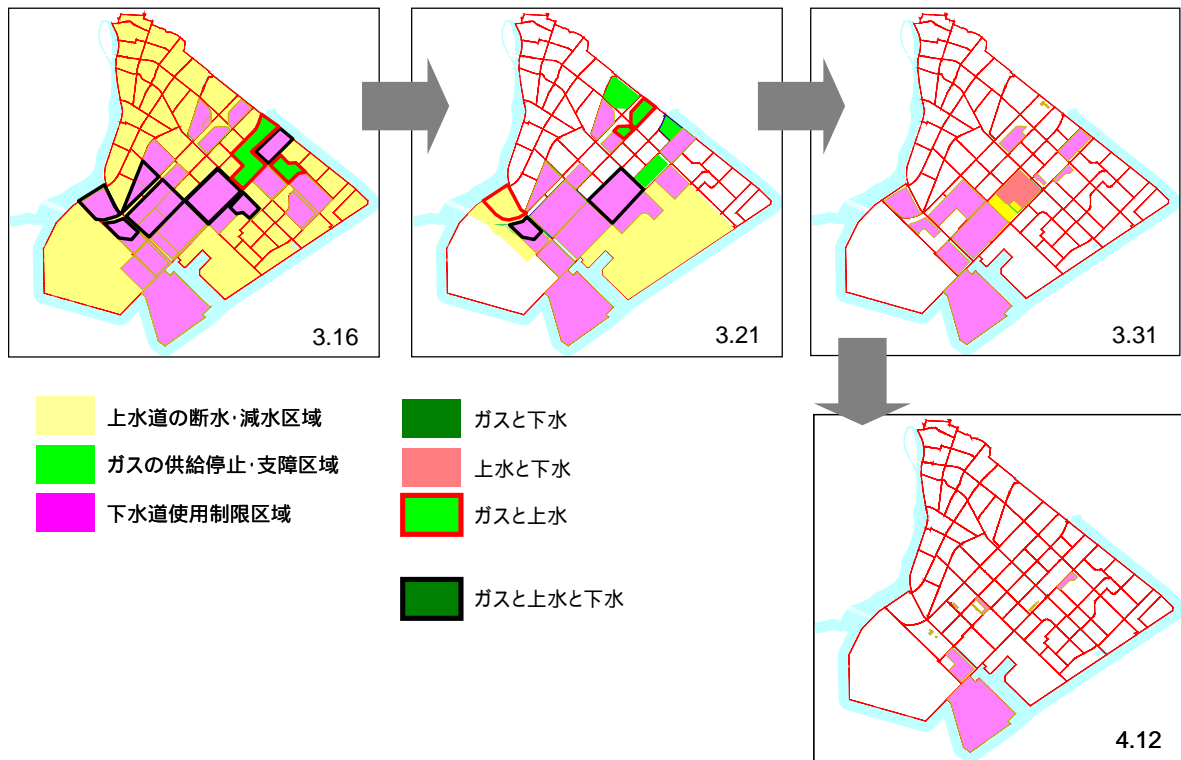 3.16
3.21
3.31
上水道の断水･減水区域
ガスの供給停止･支障区域
下水道使用制限区域
ガスと下水
上水と下水
ガスと上水
ガスと上水と下水
4.12